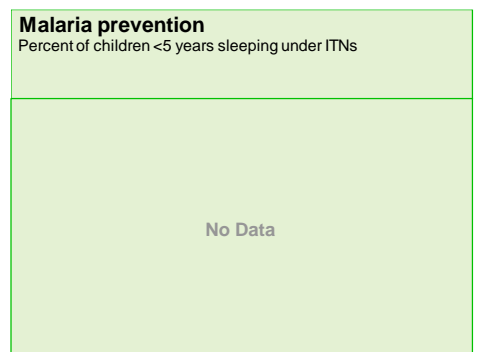 Malaria prevention
Percent of children <5 years sleeping under ITNs
No Data